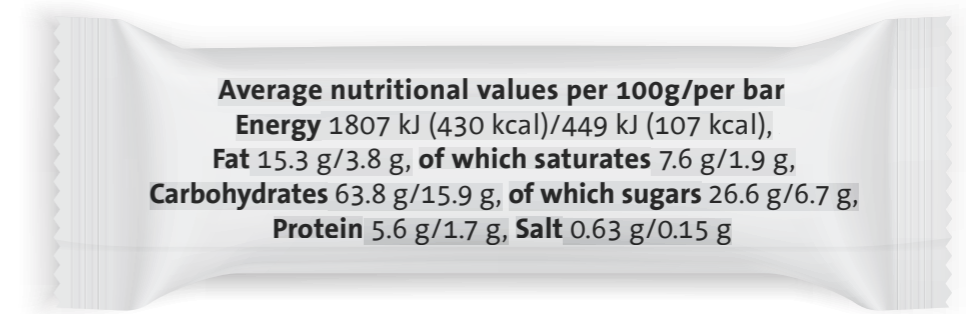 Average nutritional values per 100g/per bar
Energy 1807 kJ (430 kcal)/449 kJ (107 kcal),
Fat 15.3 g/3.8 g, of which saturates 7.6 g/1.9 g,
Carbohydrates 63.8 g/15.9 g, of which sugars 26.6 g/6.7 g,
Protein 5.6 g/1.7 g, Salt 0.63 g/0.15 g